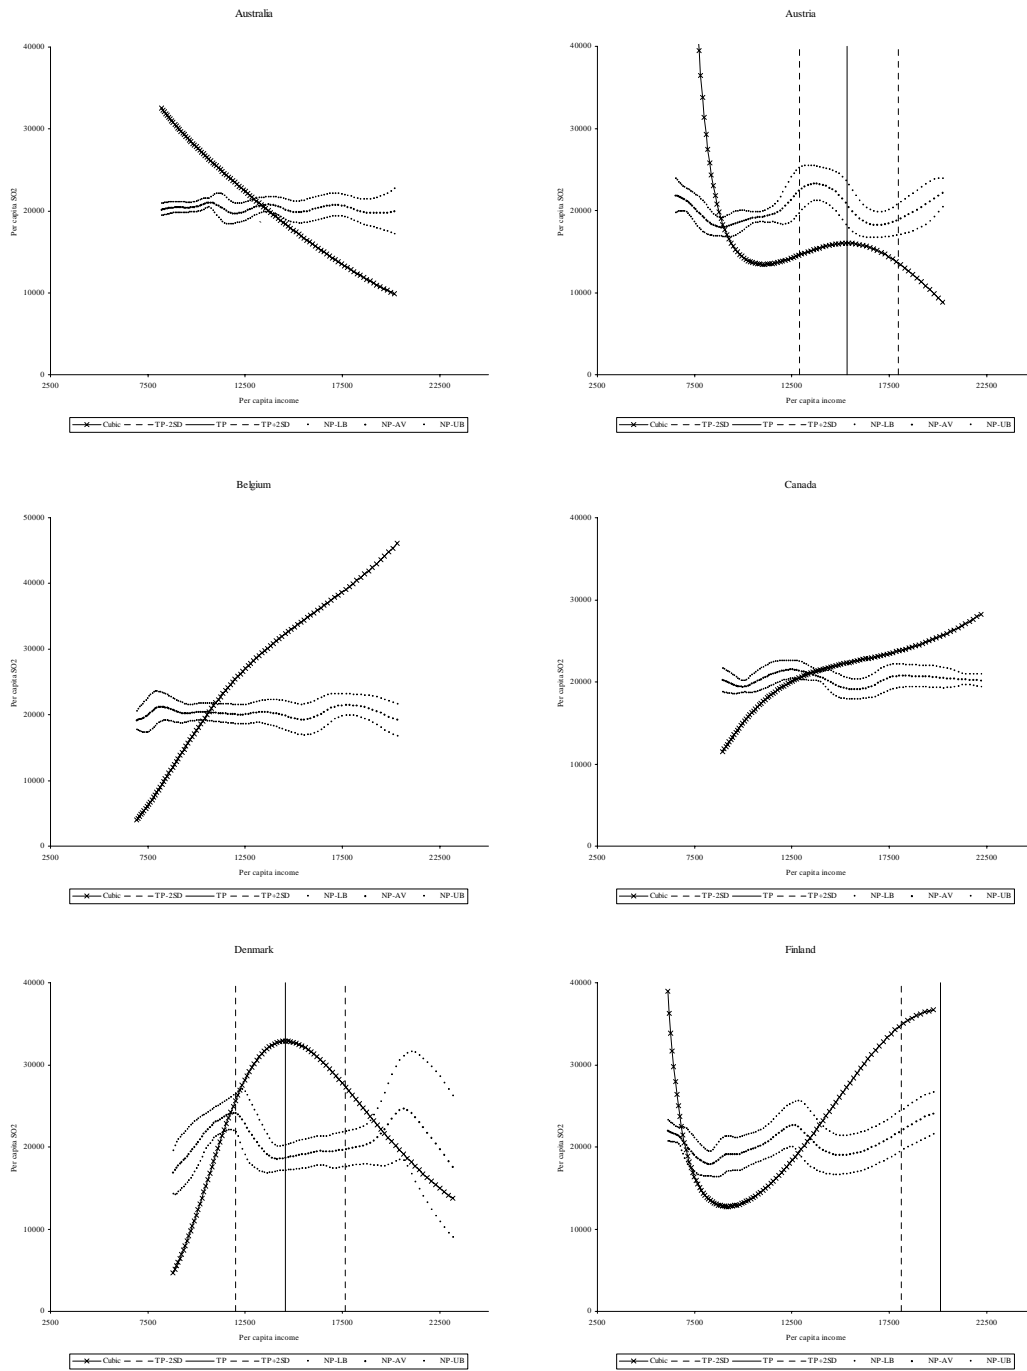 Australia
40000
30000
20000
10000
0
Per capita SO2
2500 7500 12500 17500 22500
Per capita income
Cubic TP-2SD TP TP+2SD NP-LB NP-AV NP-UB
Austria
40000
30000
20000
10000
0
Per capita SO2
2500 7500 12500 17500 22500
Per capita income
Cubic TP-2SD TP TP+2SD NP-LB NP-AV NP-UB
Belgium
50000
40000
30000
20000
10000
0
Per capita SO2
2500 7500 12500 17500 22500
Per capita income
Cubic TP-2SD TP TP+2SD NP-LB NP-AV NP-UB
Canada
40000
30000
20000
10000
0
Per capita SO2
2500 7500 12500 17500 22500
Per capita income
Cubic TP-2SD TP TP+2SD NP-LB NP-AV NP-UB
Denmark
40000
30000
20000
10000
0
Per capita SO2
2500 7500 12500 17500 22500
Per capita income
Cubic TP-2SD TP TP+2SD NP-LB NP-AV NP-UB
Finland
40000
30000
20000
10000
0
Per capita SO2
2500 7500 12500 17500 22500
Per capita income
Cubic TP-2SD TP TP+2SD NP-LB NP-AV NP-UB